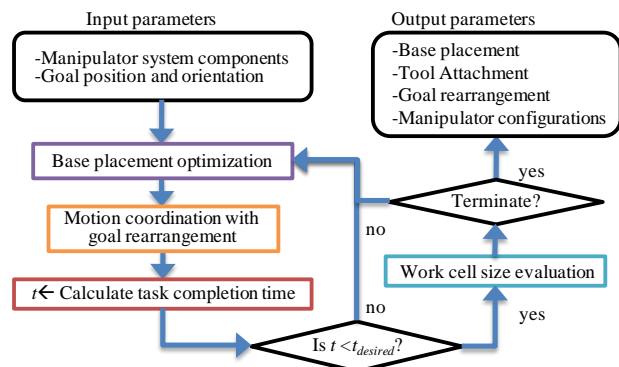 Input parameters
-Manipulator system components
-Goal position and orientation
Output parameters
-Base placement
-Tool Attachment
-Goal rearrangement
-Manipulator configurations
Base placement optimization
Motion coordination with
goal rearrangement
t← Calculate task completion time
Is t <t_desired?
no
yes
Work cell size evaluation
Terminate?
no
yes